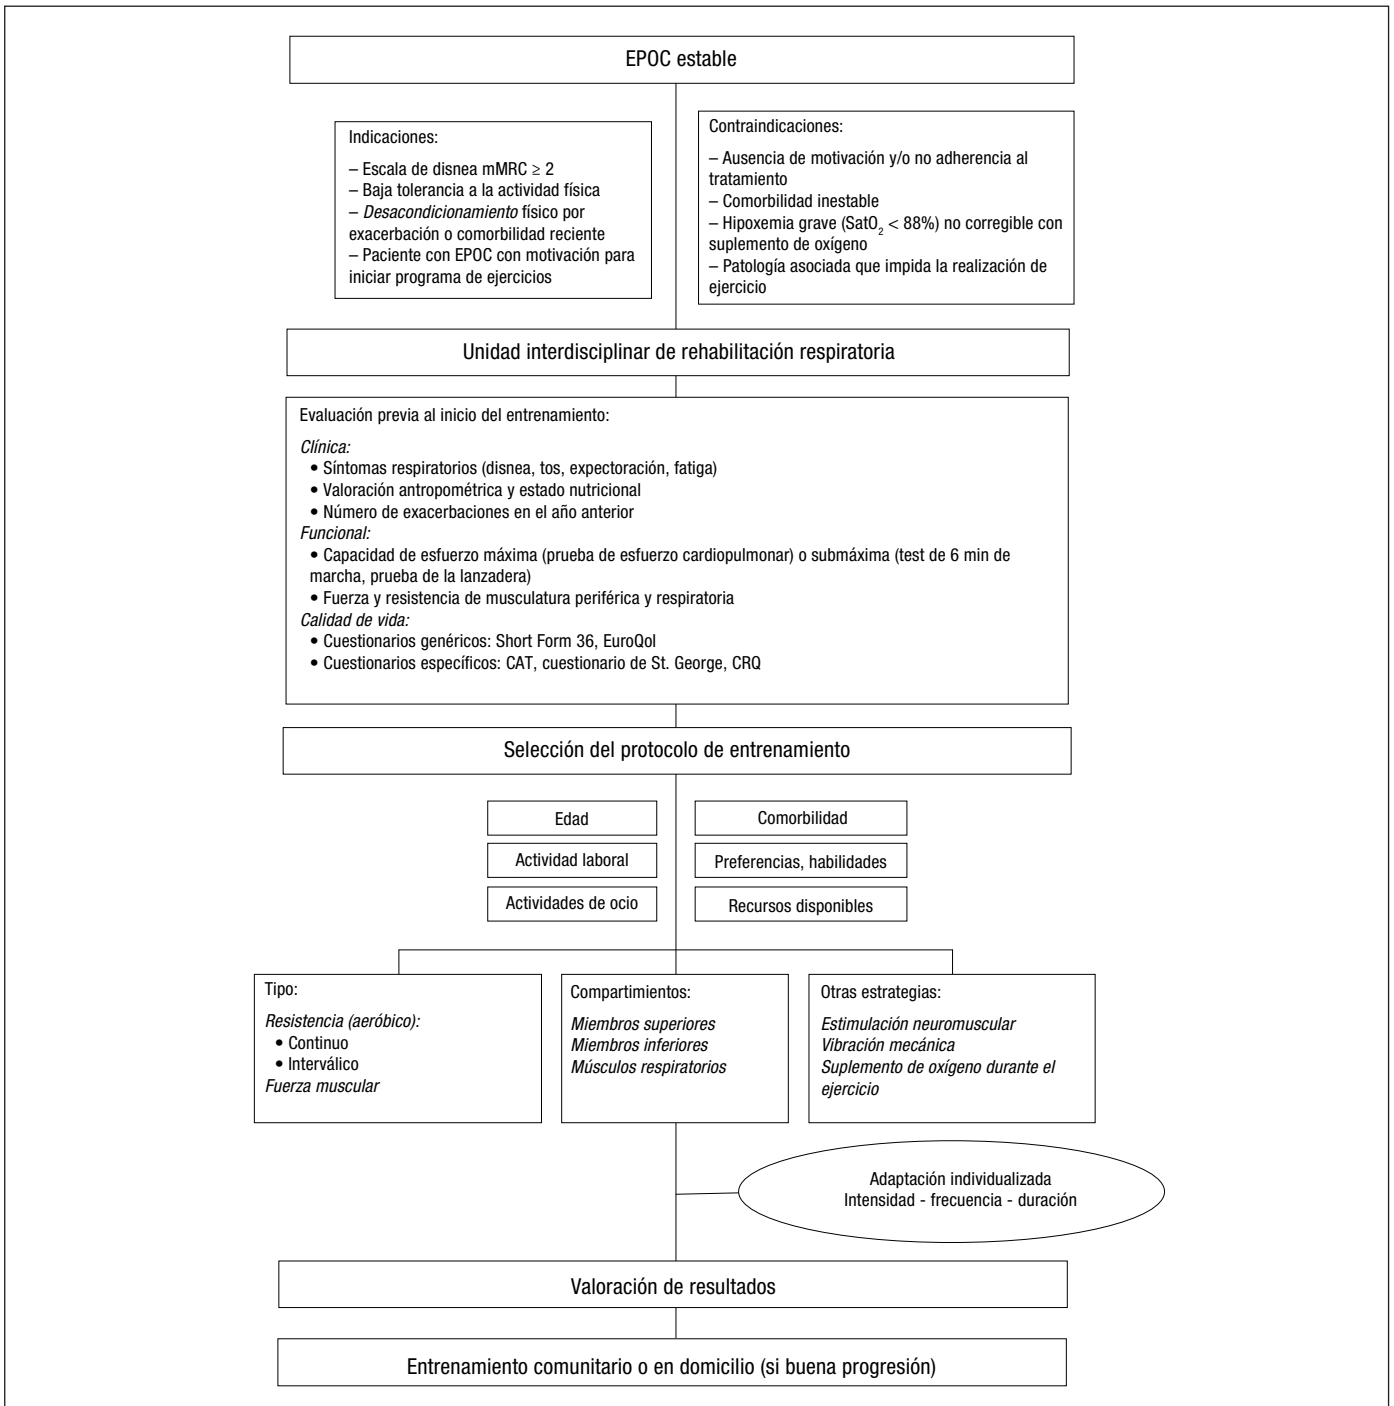 EPOC estable
Indicaciones:
– Escala de disnea mMRC ≥ 2
– Baja tolerancia a la actividad física
– Desacondicionamiento físico por
exacerbación o comorbilidad reciente
– Paciente con EPOC con motivación para
iniciar programa de ejercicios
Contraindicaciones:
– Ausencia de motivación y/o no adherencia al
tratamiento
– Comorbilidad inestable
– Hipoxemia grave (SatO₂ < 88%) no corregible con
suplemento de oxígeno
– Patología asociada que impida la realización de
ejercicio
Unidad interdisciplinar de rehabilitación respiratoria
Evaluación previa al inicio del entrenamiento:
Clínica:
• Síntomas respiratorios (disnea, tos, expectoración, fatiga)
• Valoración antropométrica y estado nutricional
• Número de exacerbaciones en el año anterior
Funcional:
• Capacidad de esfuerzo máxima (prueba de esfuerzo cardiopulmonar) o submáxima (test de 6 min de
marcha, prueba de la lanzadera)
• Fuerza y resistencia de musculatura periférica y respiratoria
Calidad de vida:
• Cuestionarios genéricos: Short Form 36, EuroQol
• Cuestionarios específicos: CAT, cuestionario de St. George, CRQ
Selección del protocolo de entrenamiento
Edad
Comorbilidad
Actividad laboral
Preferencias, habilidades
Actividades de ocio
Recursos disponibles
Tipo:
Resistencia (aeróbico):
• Continuo
• Interválico
Fuerza muscular
Compartimientos:
Miembros superiores
Miembros inferiores
Músculos respiratorios
Otras estrategias:
Estimulación neuromuscular
Vibración mecánica
Suplemento de oxígeno durante el
ejercicio
Adaptación individualizada
Intensidad - frecuencia - duración
Valoración de resultados
Entrenamiento comunitario o en domicilio (si buena progresión)